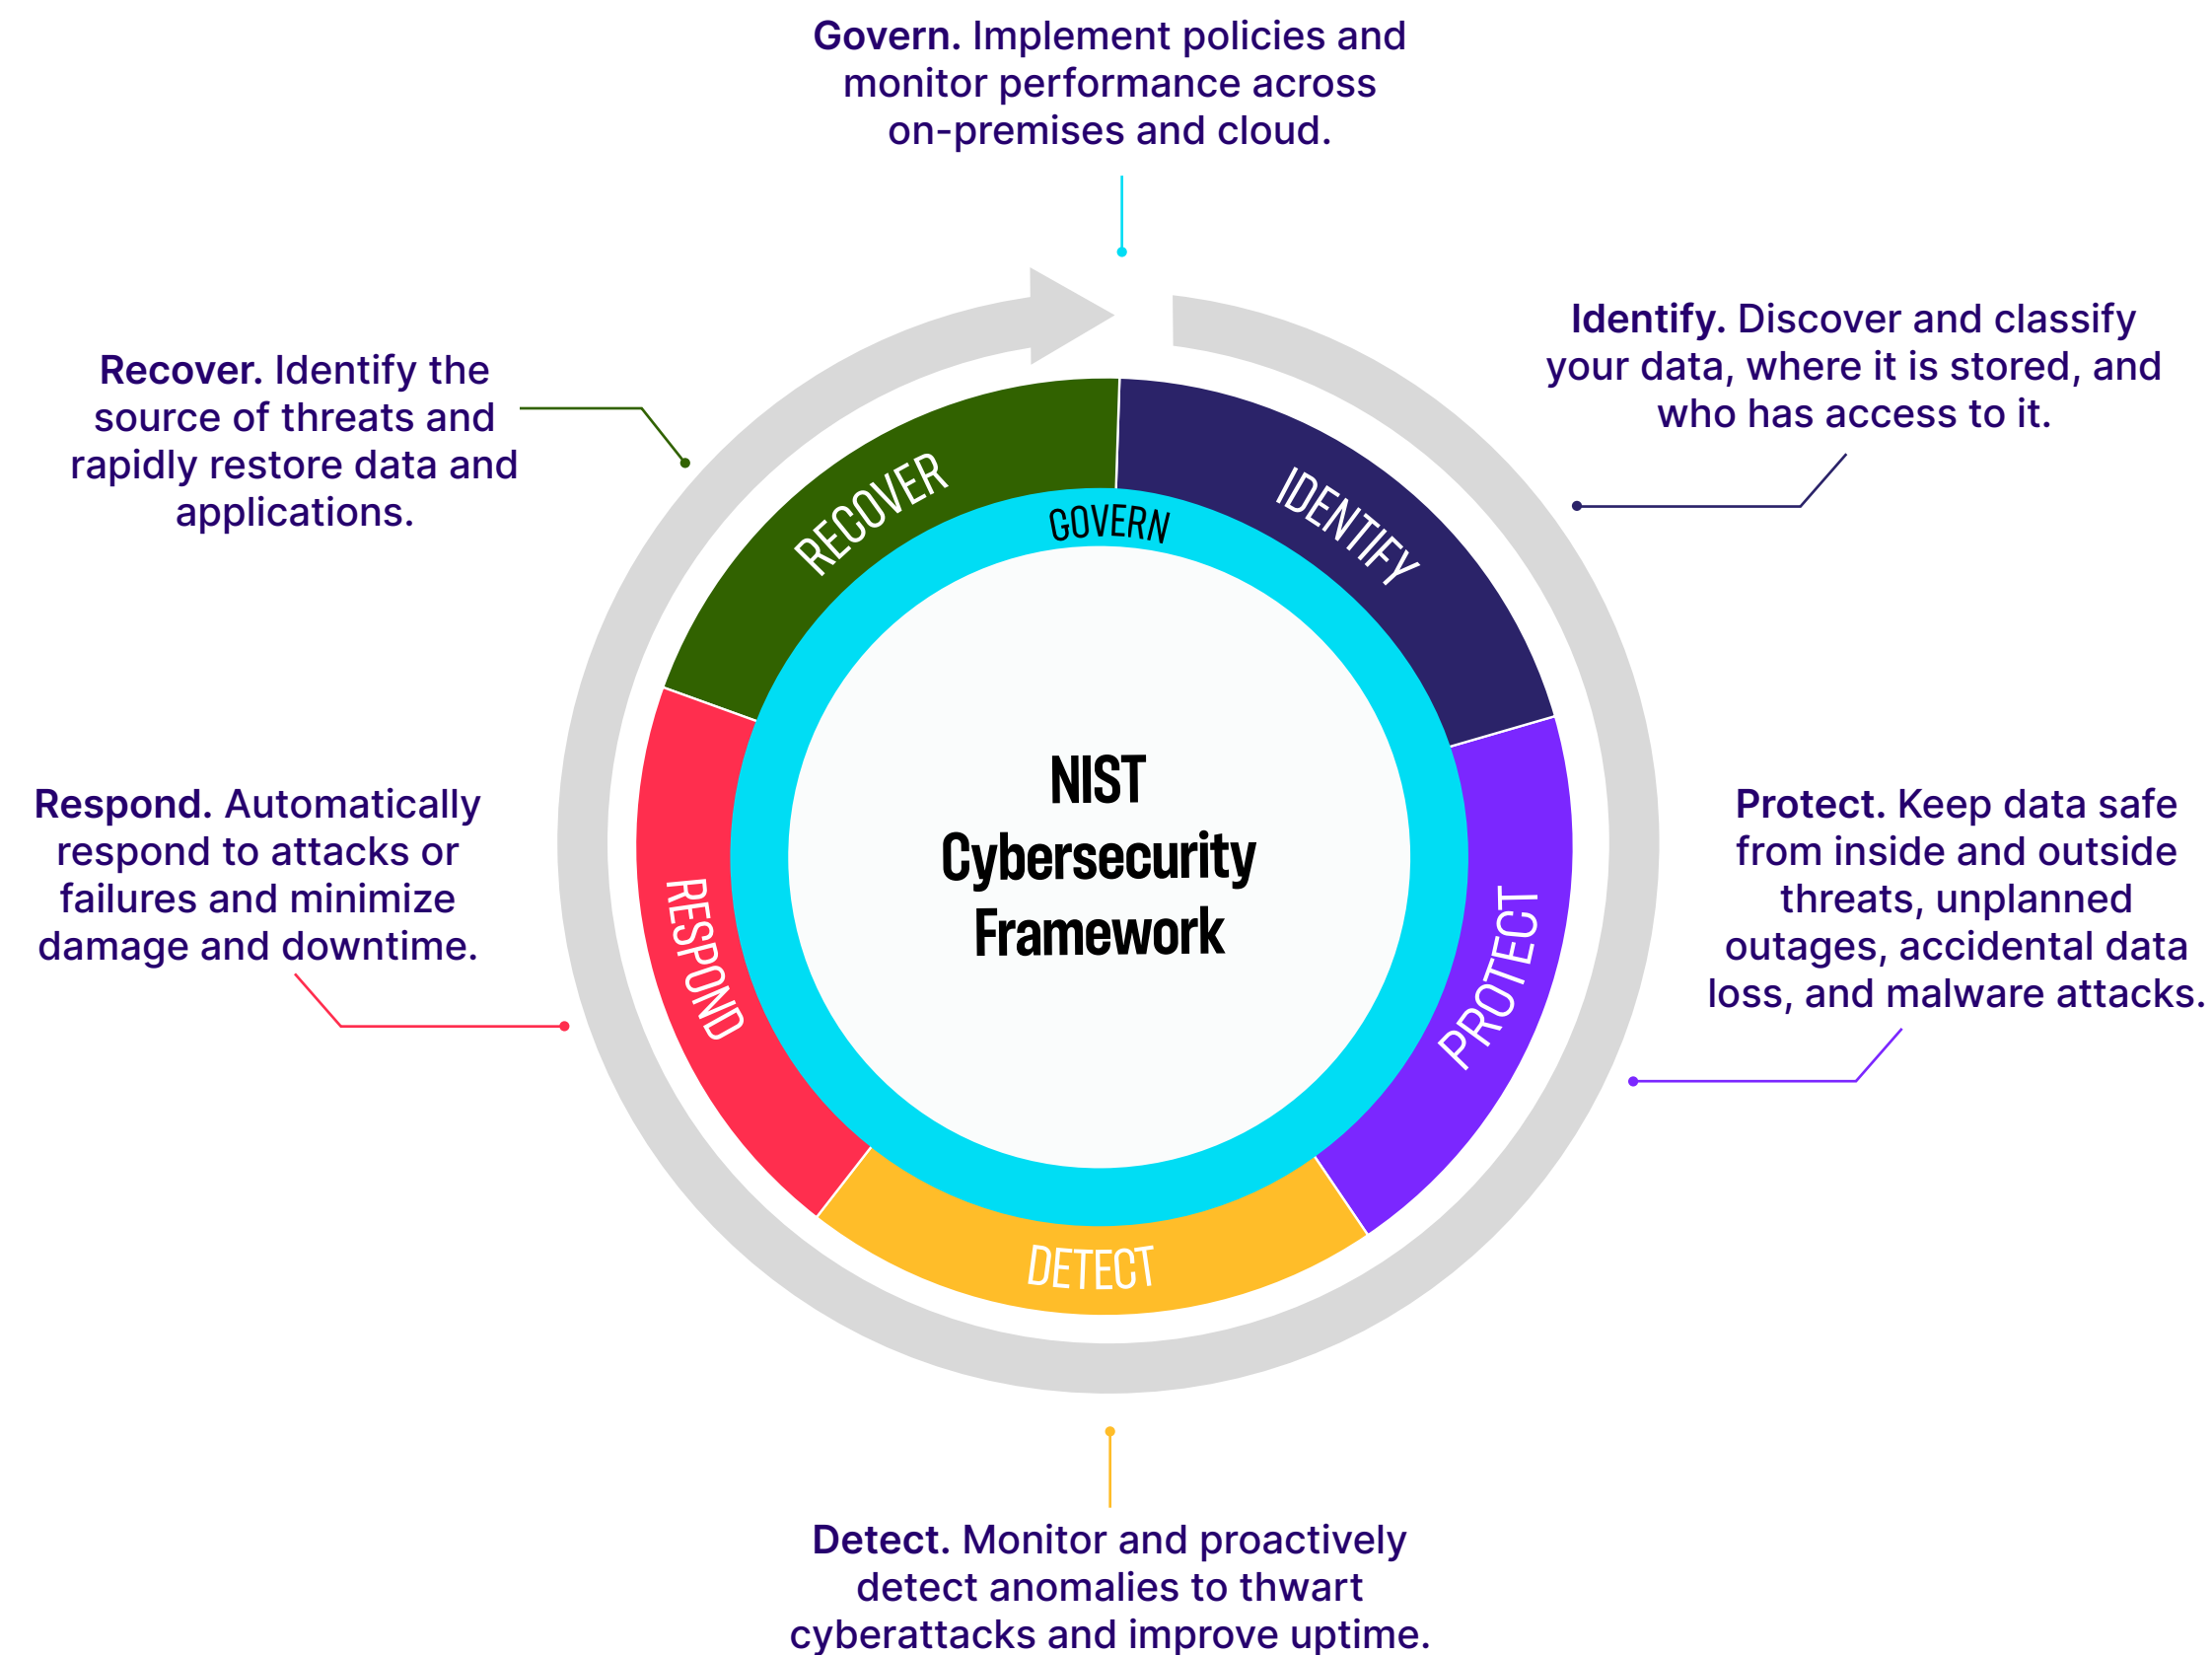 Govern. Implement policies and
monitor performance across
on-premises and cloud.
Identify. Discover and classify
your data, where it is stored, and
who has access to it.
Recover. Identify the
source of threats and
rapidly restore data and
applications.
RECOVER
IDENTIFY
GOVERN
NIST
Cybersecurity
Framework
Respond. Automatically
respond to attacks or
failures and minimize
damage and downtime.
Protect. Keep data safe
from inside and outside
threats, unplanned
outages, accidental data
loss, and malware attacks.
RESPOND
PROTECT
DETECT
Detect. Monitor and proactively
detect anomalies to thwart
cyberattacks and improve uptime.